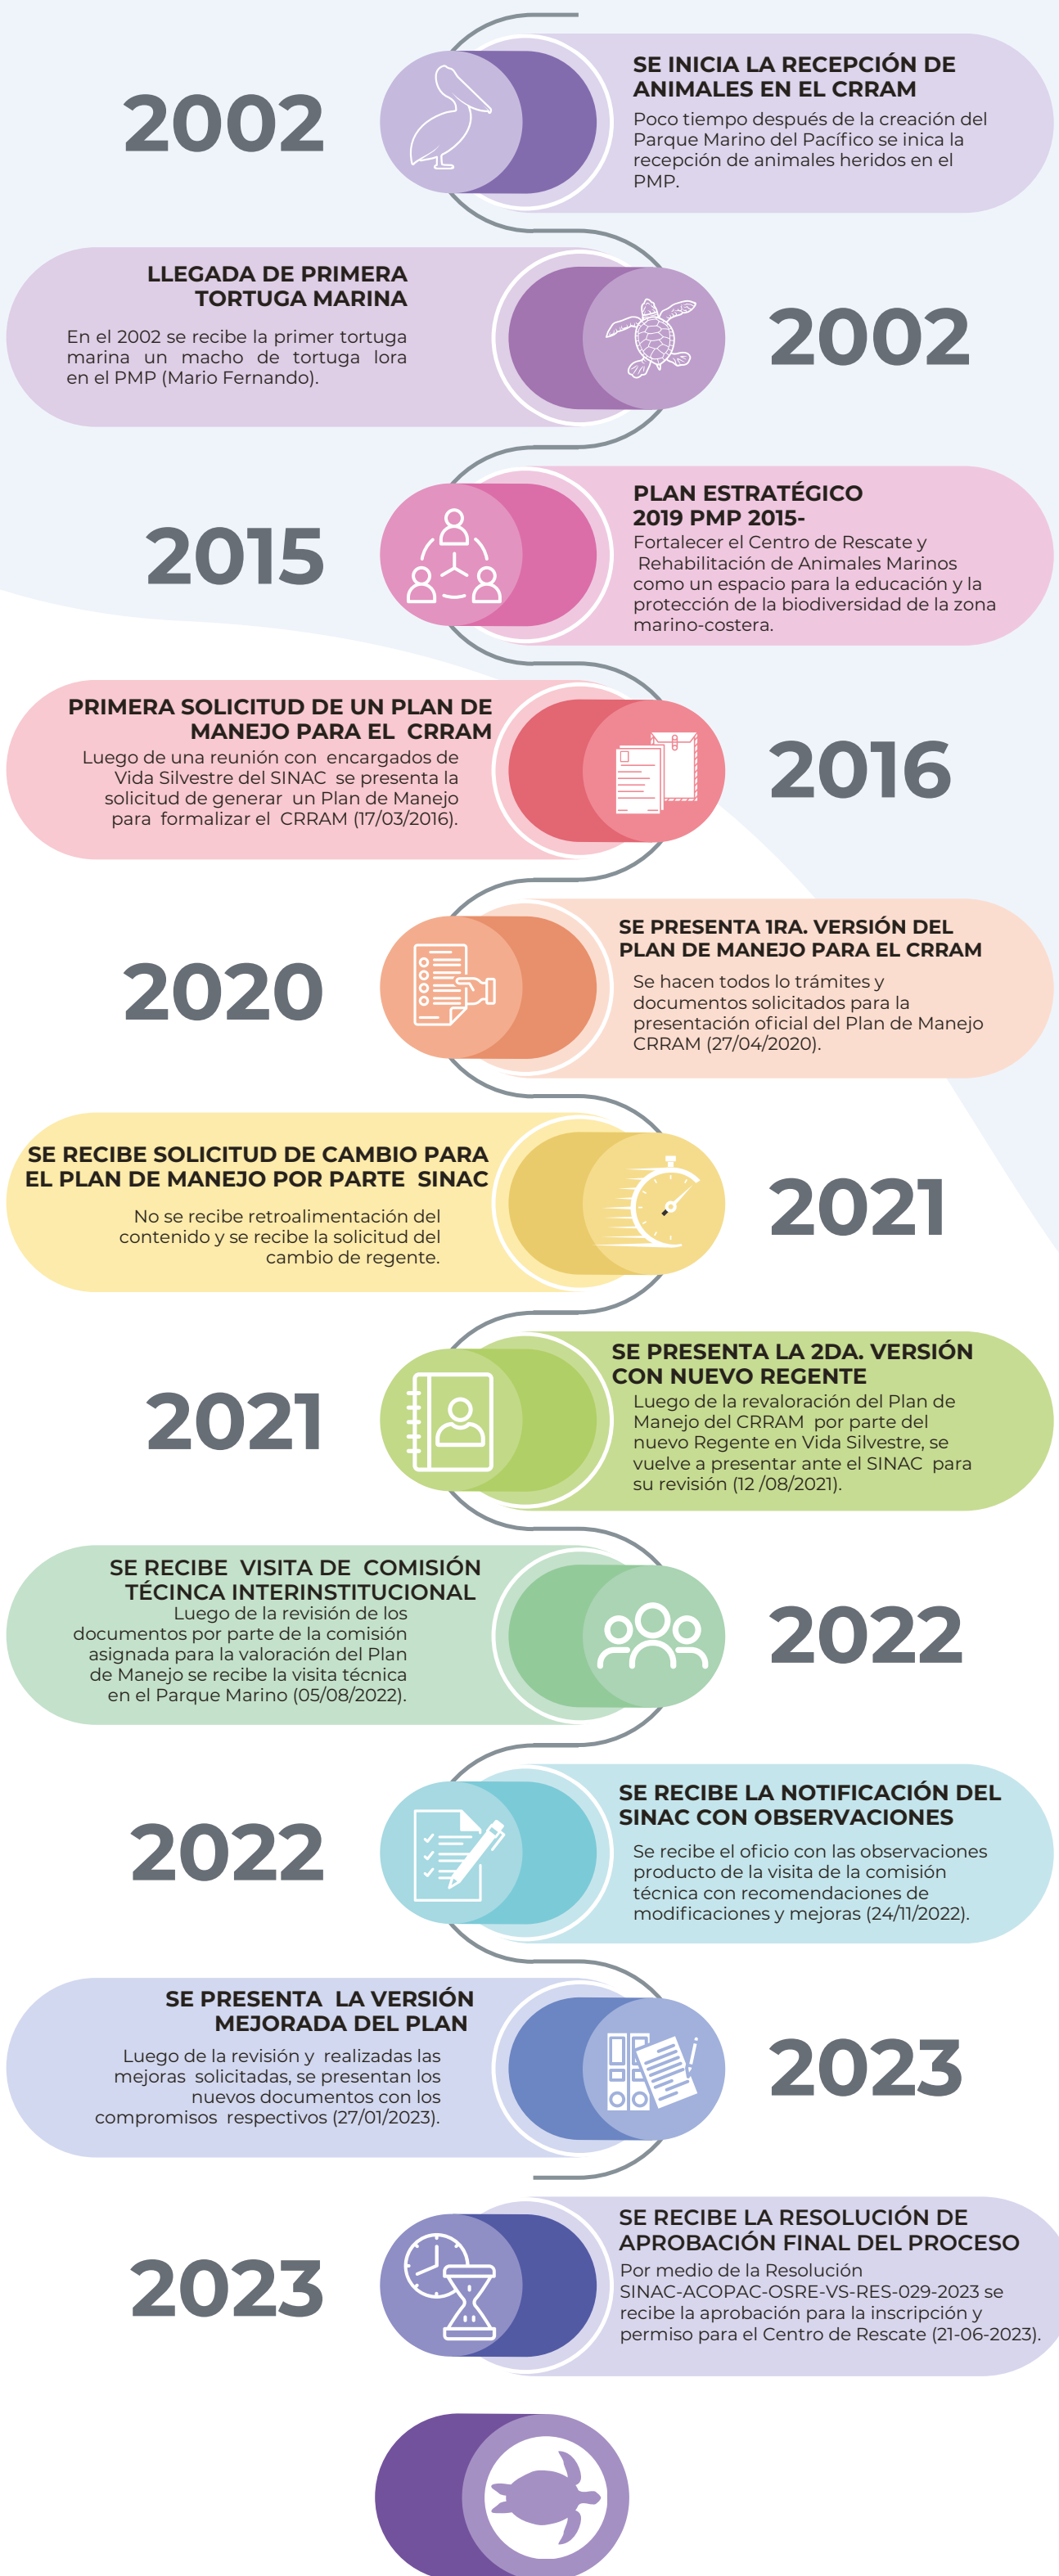 2002
SE INICIA LA RECEPCIÓN DE
ANIMALES EN EL CRRAM
Poco tiempo después de la creación del
Parque Marino del Pacífico se inica la
recepción de animales heridos en el
PMP.
LLEGADA DE PRIMERA
TORTUGA MARINA
En el 2002 se recibe la primer tortuga
marina un macho de tortuga lora
en el PMP (Mario Fernando).
2002
2015
PLAN ESTRATÉGICO
2019 PMP 2015-
Fortalecer el Centro de Rescate y
Rehabilitación de Animales Marinos
como un espacio para la educación y la
protección de la biodiversidad de la zona
marino-costera.
PRIMERA SOLICITUD DE UN PLAN DE
MANEJO PARA EL CRRAM
Luego de una reunión con encargados de
Vida Silvestre del SINAC se presenta la
solicitud de generar un Plan de Manejo
para formalizar el CRRAM (17/03/2016).
2016
2020
SE PRESENTA 1RA. VERSIÓN DEL
PLAN DE MANEJO PARA EL CRRAM
Se hacen todos lo trámites y
documentos solicitados para la
presentación oficial del Plan de Manejo
CRRAM (27/04/2020).
SE RECIBE SOLICITUD DE CAMBIO PARA
EL PLAN DE MANEJO POR PARTE SINAC
No se recibe retroalimentación del
contenido y se recibe la solicitud del
cambio de regente.
2021
2021
SE PRESENTA LA 2DA. VERSIÓN
CON NUEVO REGENTE
Luego de la revaloración del Plan de
Manejo del CRRAM por parte del
nuevo Regente en Vida Silvestre, se
vuelve a presentar ante el SINAC para
su revisión (12 /08/2021).
SE RECIBE VISITA DE COMISIÓN
TÉCINCA INTERINSTITUCIONAL
Luego de la revisión de los
documentos por parte de la comisión
asignada para la valoración del Plan
de Manejo se recibe la visita técnica
en el Parque Marino (05/08/2022).
2022
2022
SE RECIBE LA NOTIFICACIÓN DEL
SINAC CON OBSERVACIONES
Se recibe el oficio con las observaciones
producto de la visita de la comisión
técnica con recomendaciones de
modificaciones y mejoras (24/11/2022).
SE PRESENTA LA VERSIÓN
MEJORADA DEL PLAN
Luego de la revisión y realizadas las
mejoras solicitadas, se presentan los
nuevos documentos con los
compromisos respectivos (27/01/2023).
2023
2023
SE RECIBE LA RESOLUCIÓN DE
APROBACIÓN FINAL DEL PROCESO
Por medio de la Resolución
SINAC-ACOPAC-OSRE-VS-RES-029-2023 se
recibe la aprobación para la inscripción y
permiso para el Centro de Rescate (21-06-2023).